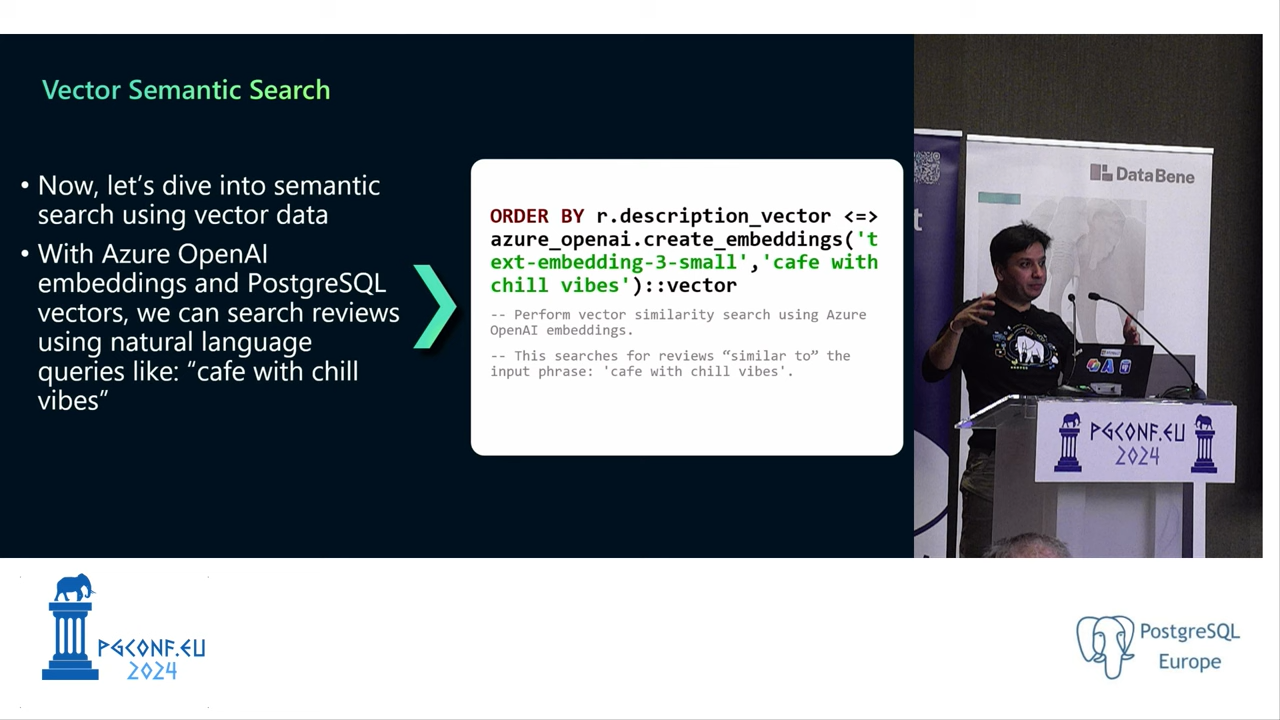 Vector Semantic Search
• Now, let’s dive into semantic
search using vector data
• With Azure OpenAI
embeddings and PostgreSQL
vectors, we can search reviews
using natural language
queries like: “cafe with chill
vibes”
ORDER BY r.description_vector <=>
azure_openai.create_embeddings('t
ext-embedding-3-small','cafe with
chill vibes')::vector
-- Perform vector similarity search using Azure
OpenAI embeddings.
-- This searches for reviews “similar to” the
input phrase: 'cafe with chill vibes'.
DataBene
PGCONF.EU
2024
PGCONF.EU
2024
PostgreSQL
Europe